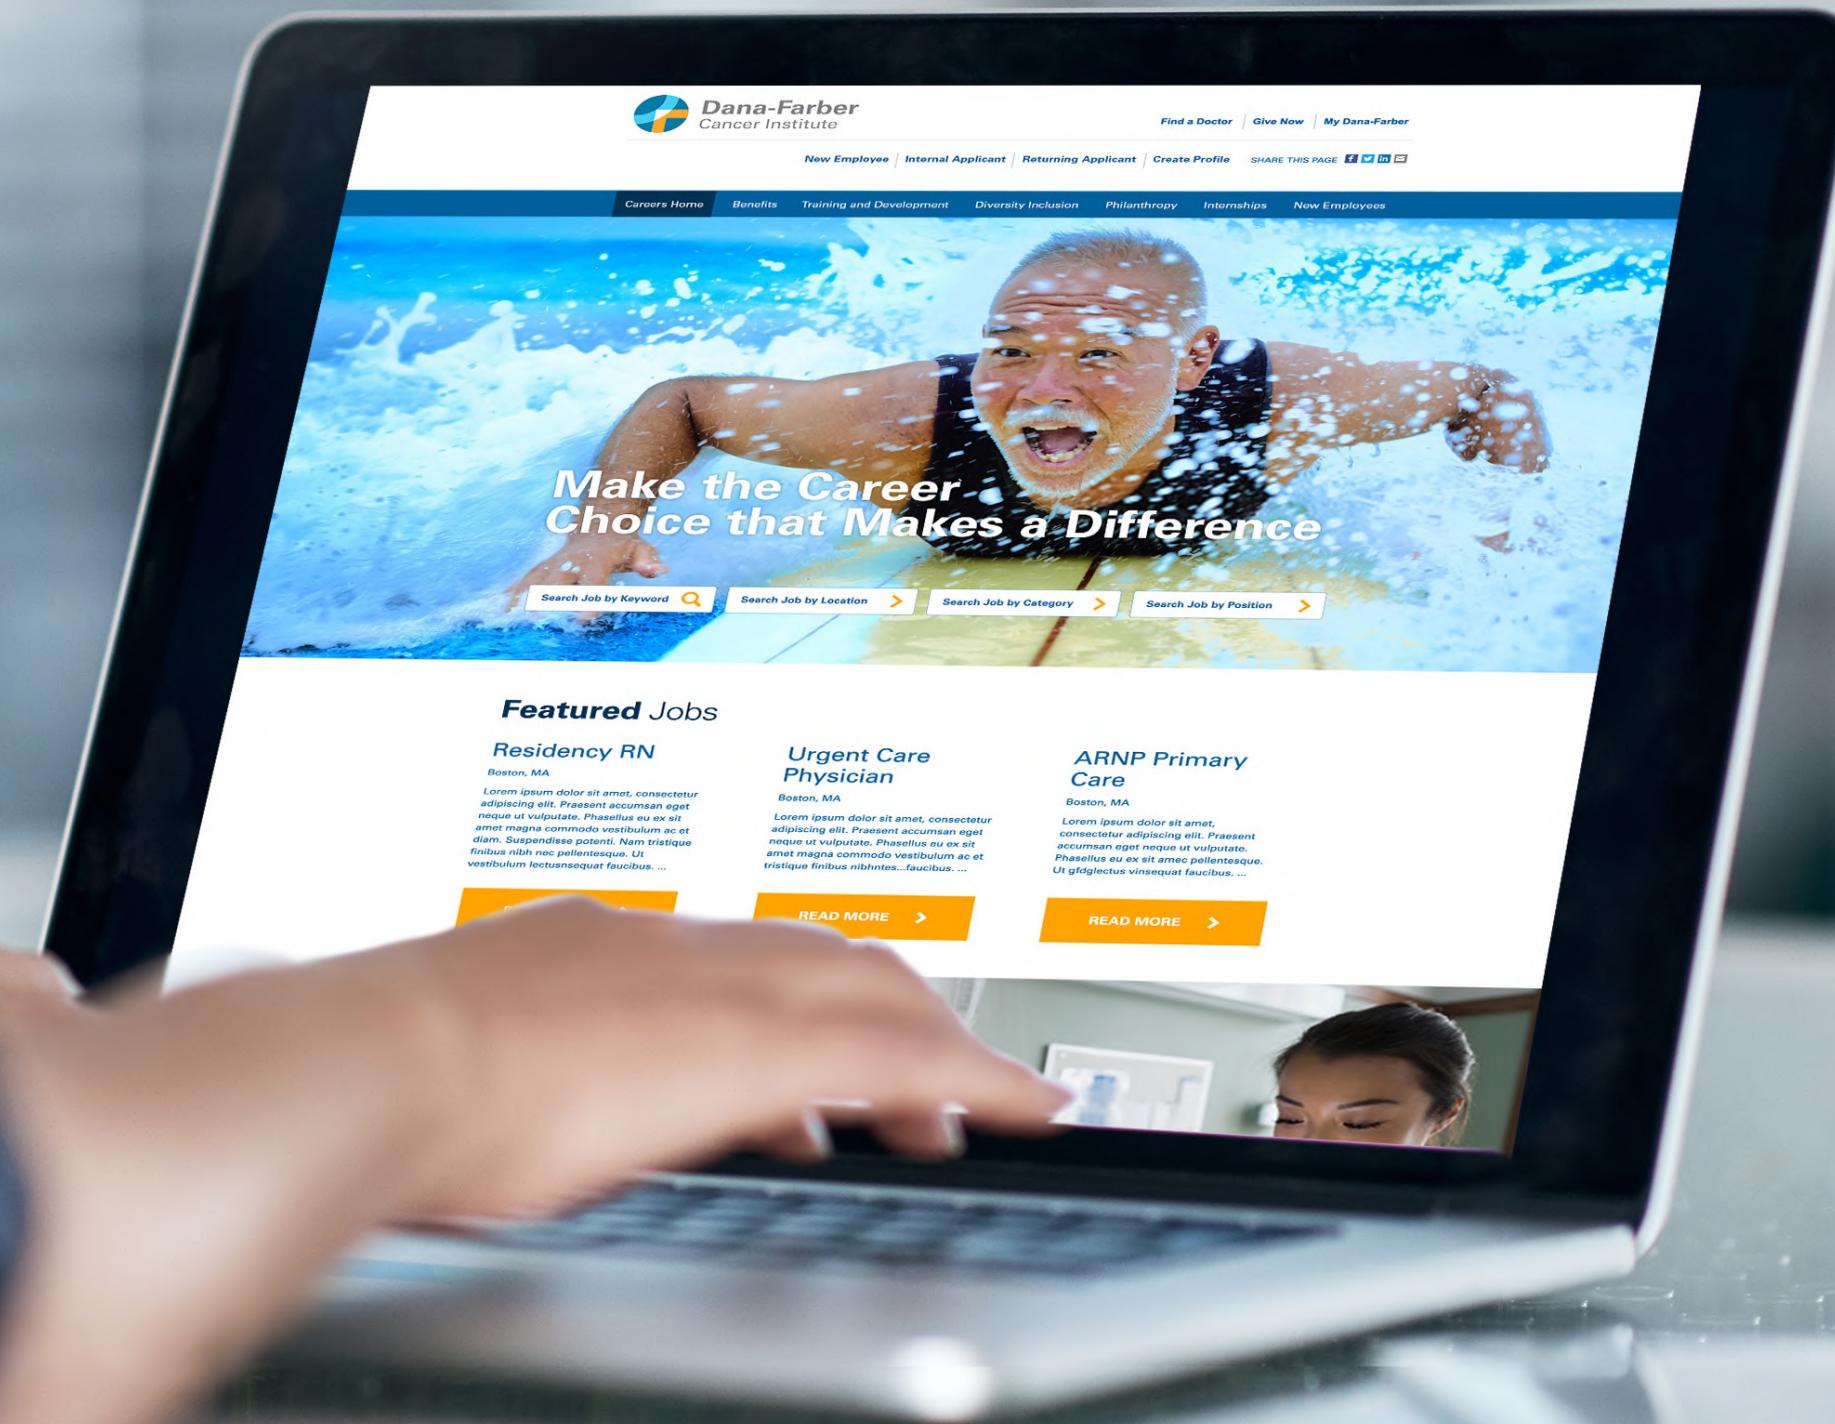 Dana-Farber
Cancer Institute
Find a Doctor Give Now My Dana-Farber
New Employee Internal Applicant Returning Applicant Create Profile SHARE THIS PAGE
Careers Home Benefits Training and Development Diversity Inclusion Philanthropy Internships New Employees
Make the Career
Choice that Makes a Difference
Search Job by Keyword Search Job by Location Search Job by Category Search Job by Position
Featured Jobs
Residency RN
Boston, MA
Lorem ipsum dolor sit amet, consectetur
adipiscing elit. Praesent accumsan eget
neque ut vulputate. Phasellus eu ex sit
amet magna commodo vestibulum ac et
diam. Suspendisse potenti. Nam tristique
finibus nibh nec pellentesque. Ut
vestibulum lectusnsequat faucibus. ...
Urgent Care
Physician
Boston, MA
Lorem ipsum dolor sit amet, consectetur
adipiscing elit. Praesent accumsan eget
neque ut vulputate. Phasellus eu ex sit
amet magna commodo vestibulum ac et
tristique finibus nibhntes...faucibus. ...
READ MORE
ARNP Primary
Care
Boston, MA
Lorem ipsum dolor sit amet,
consectetur adipiscing elit. Praesent
accumsan eget neque ut vulputate.
Phasellus eu ex sit amec pellentesque.
Ut gfdglectus vinsequat faucibus. ...
READ MORE